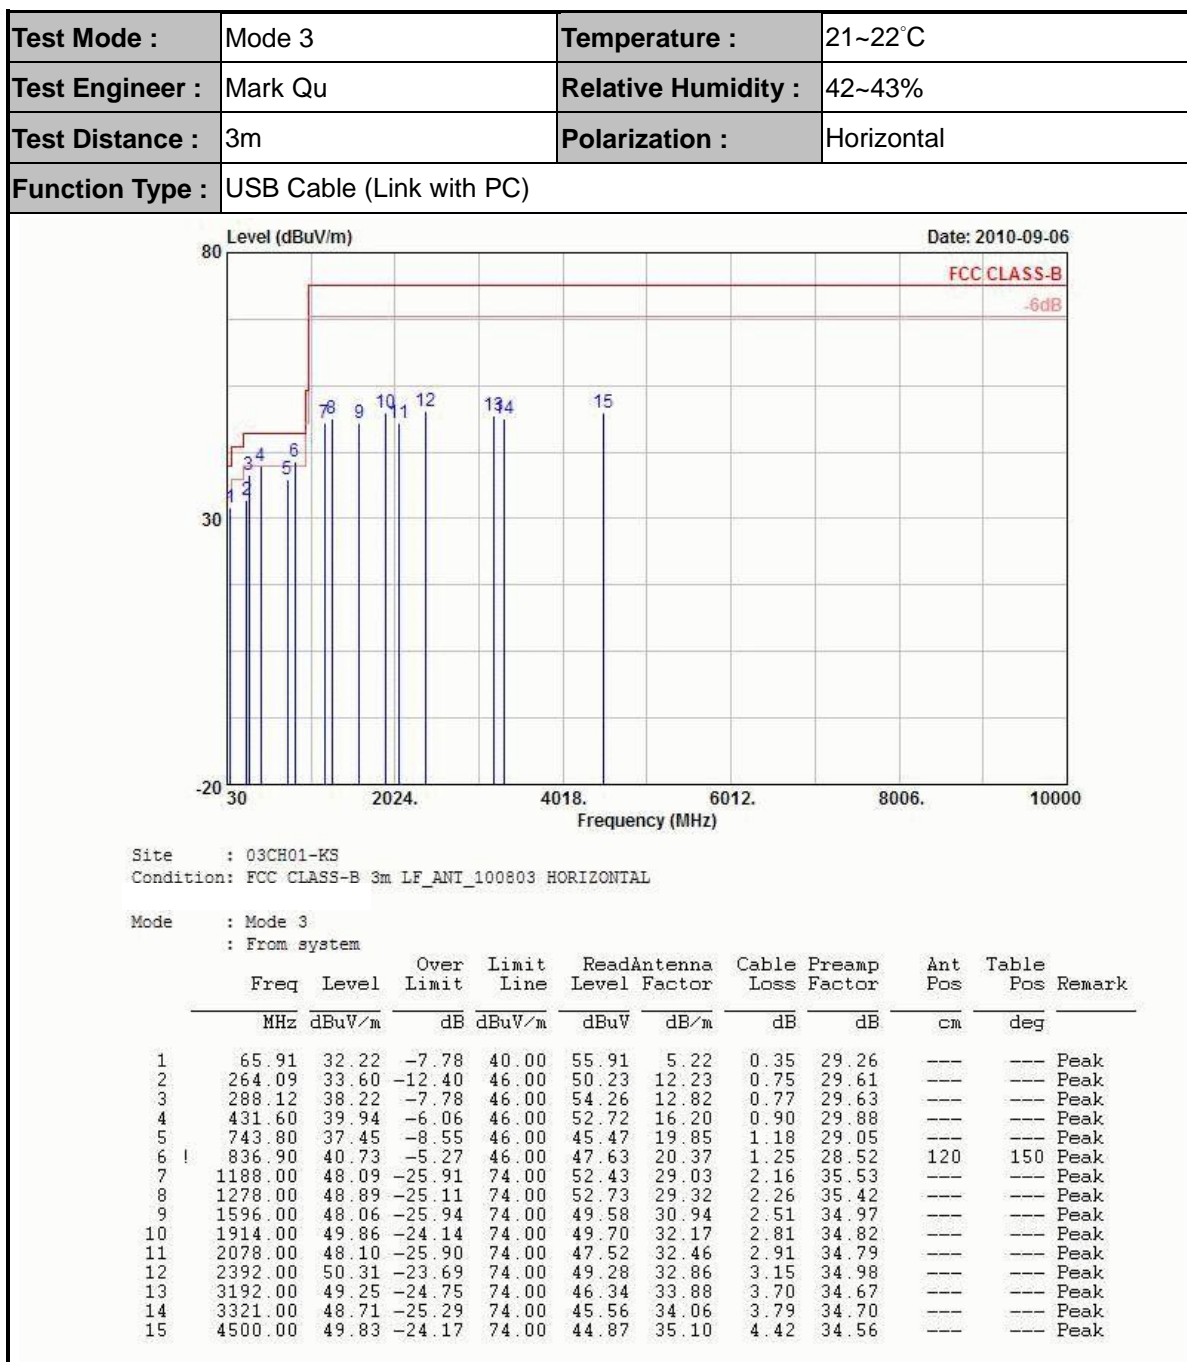 Test Mode : Mode 3 Temperature : 21~22°C
Test Engineer : Mark Qu Relative Humidity : 42~43%
Test Distance : 3m Polarization : Horizontal
Function Type : USB Cable (Link with PC)
80 Level (dBuV/m) Date: 2010-09-06
FCC CLASS-B
-6dB
1 2 3 4 5 6 7 8 9 10 11 12 13 14 15
30
-20
30 2024. 4018. 6012. 8006. 10000
Frequency (MHz)
Site : 03CH01-KS
Condition: FCC CLASS-B 3m LF_ANT_100803 HORIZONTAL
Mode : Mode 3
: From system
Over Limit ReadAntenna Cable Preamp Ant Table
Freq Level Limit Line Level Factor Loss Factor Pos Pos Remark
MHz dBuV/m dB dBuV/m dBuV dB/m dB dB cm deg
1 65.91 32.22 -7.78 40.00 55.91 5.22 0.35 29.26 --- --- Peak
2 264.09 33.60 -12.40 46.00 50.23 12.23 0.75 29.61 --- --- Peak
3 288.12 38.22 -7.78 46.00 54.26 12.82 0.77 29.63 --- --- Peak
4 431.60 39.94 -6.06 46.00 52.72 16.20 0.90 29.88 --- --- Peak
5 743.80 37.45 -8.55 46.00 45.47 19.85 1.18 29.05 --- --- Peak
6 ! 836.90 40.73 -5.27 46.00 47.63 20.37 1.25 28.52 120 150 Peak
7 1188.00 48.09 -25.91 74.00 52.43 29.03 2.16 35.53 --- --- Peak
8 1278.00 48.89 -25.11 74.00 52.73 29.32 2.26 35.42 --- --- Peak
9 1596.00 48.06 -25.94 74.00 49.58 30.94 2.51 34.97 --- --- Peak
10 1914.00 49.86 -24.14 74.00 49.70 32.17 2.81 34.82 --- --- Peak
11 2078.00 48.10 -25.90 74.00 47.52 32.46 2.91 34.79 --- --- Peak
12 2392.00 50.31 -23.69 74.00 49.28 32.86 3.15 34.98 --- --- Peak
13 3192.00 49.25 -24.75 74.00 46.34 33.88 3.70 34.67 --- --- Peak
14 3321.00 48.71 -25.29 74.00 45.56 34.06 3.79 34.70 --- --- Peak
15 4500.00 49.83 -24.17 74.00 44.87 35.10 4.42 34.56 --- --- Peak